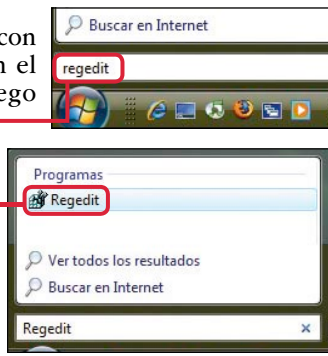 con
n el
ego
Buscar en Internet
regedit
Programas
Regedit
Ver todos los resultados
Buscar en Internet
Regedit